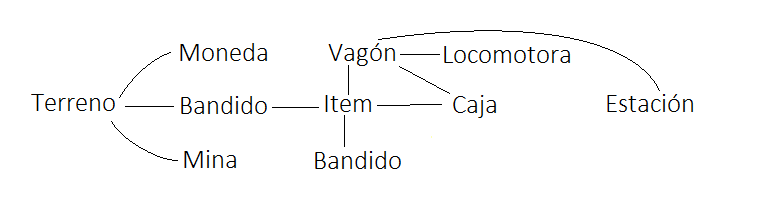 Moneda Vagón Locomotora
Terreno Bandido Item Caja Estación
Mina Bandido